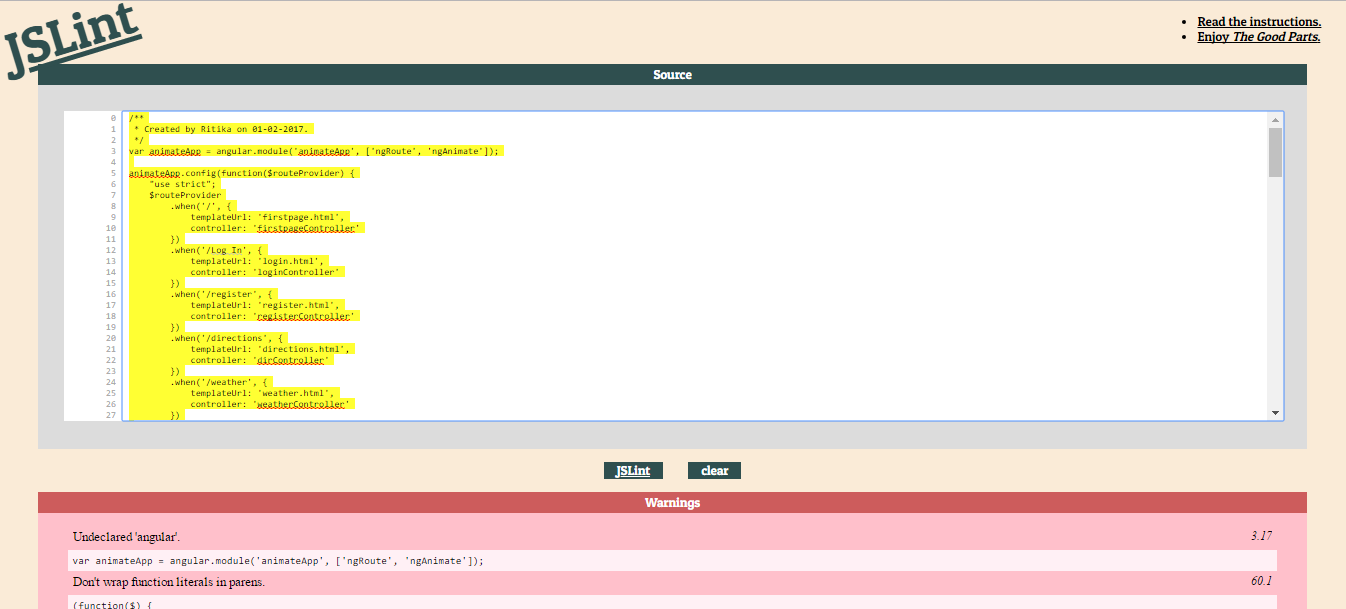 JSLint
Read the instructions.
Enjoy The Good Parts.
Source
0 /**
1 * Created by Ritika on 01-02-2017.
2 */
3 var animateApp = angular.module('animateApp', ['ngRoute', 'ngAnimate']);
4
5 animateApp.config(function($routeProvider) {
6 "use strict";
7 $routeProvider
8 .when('/', {
9 templateUrl: 'firstpage.html',
10 controller: 'firstpageController'
11 })
12 .when('/Log In', {
13 templateUrl: 'login.html',
14 controller: 'loginController'
15 })
16 .when('/register', {
17 templateUrl: 'register.html',
18 controller: 'registerController'
19 })
20 .when('/directions', {
21 templateUrl: 'directions.html',
22 controller: 'dirController'
23 })
24 .when('/weather', {
25 templateUrl: 'weather.html',
26 controller: 'weatherController'
27 })
JSLint clear
Warnings
Undeclared 'angular'. 3.17
var animateApp = angular.module('animateApp', ['ngRoute', 'ngAnimate']);
Don't wrap function literals in parens. 60.1
(function($) {